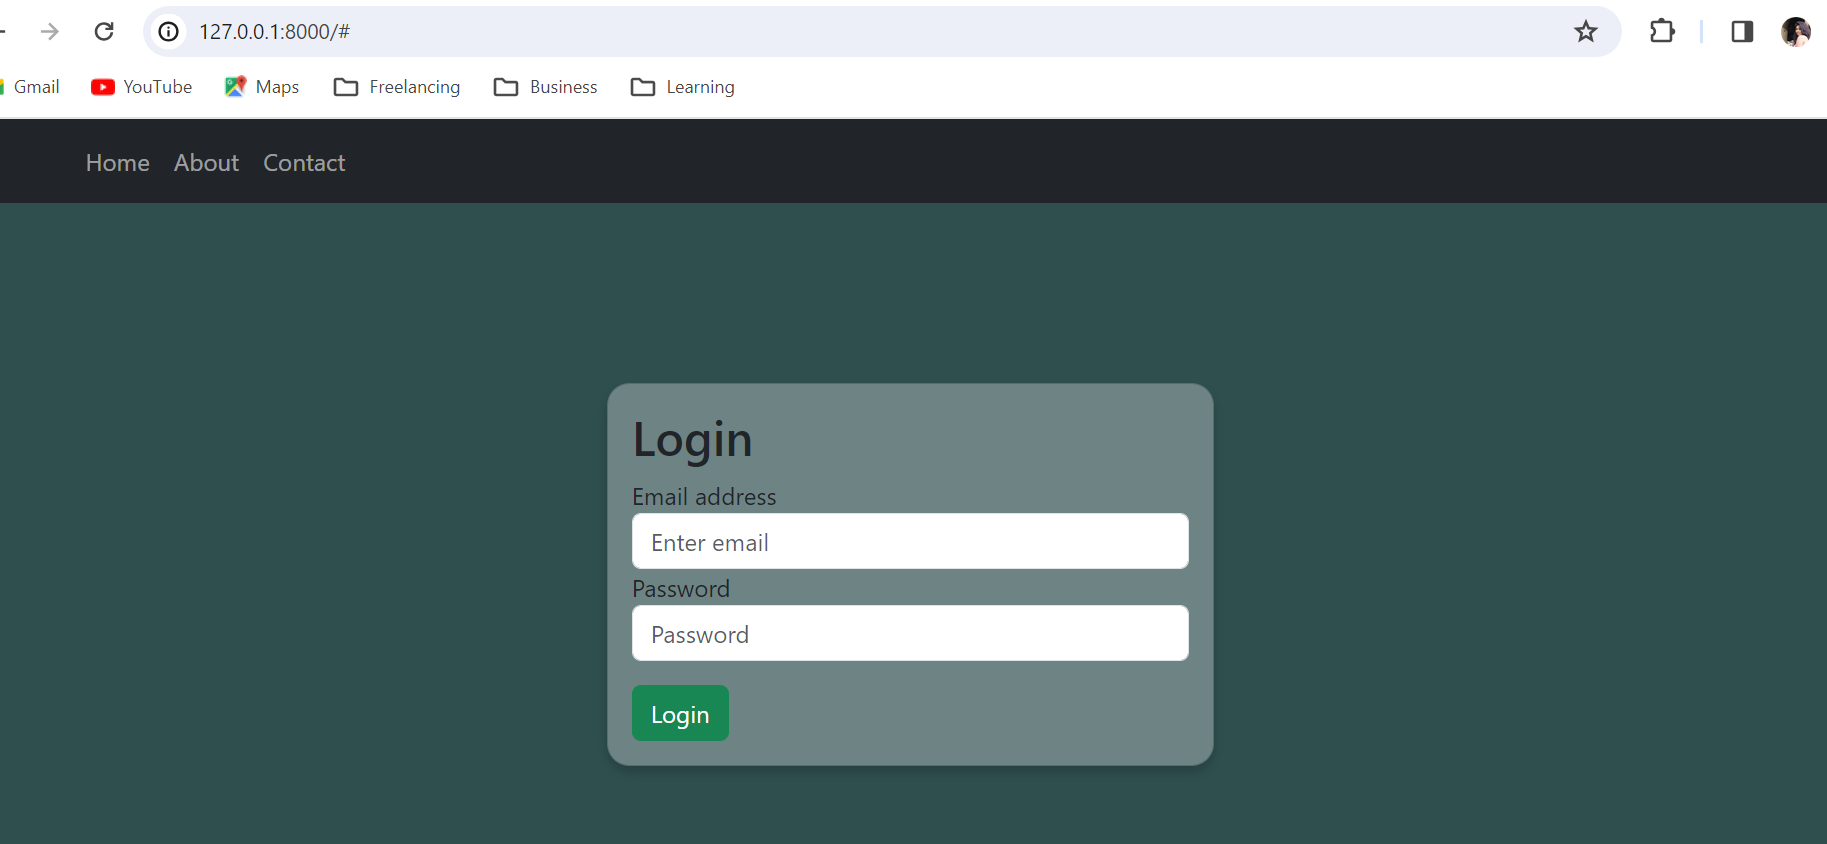 127.0.0.1:8000/#
Gmail YouTube Maps Freelancing Business Learning
Home About Contact
Login
Email address
Enter email
Password
Password
Login